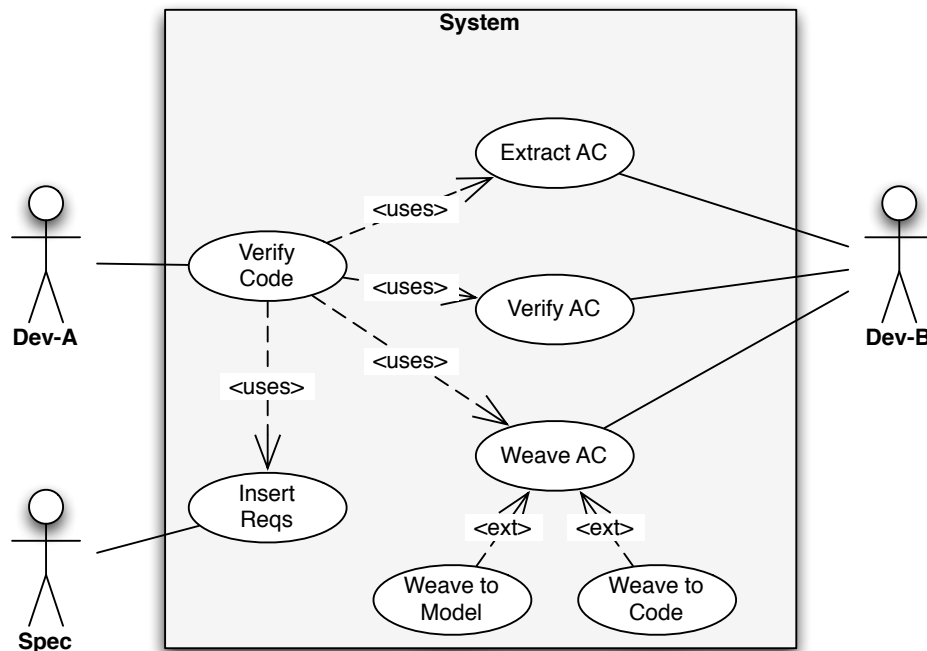 System
Extract AC
<uses>
Verify
Code
<uses>
Verify AC
Dev-A
Dev-B
<uses>
<uses>
Weave AC
Insert
Reqs
<ext>
<ext>
Weave to
Model
Weave to
Code
Spec